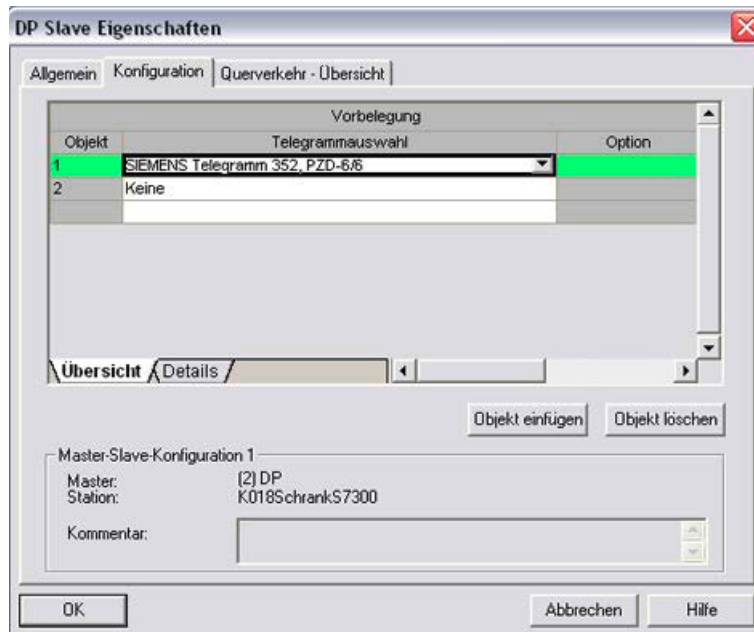 DP Slave Eigenschaften
Allgemein Konfiguration Querverkehr - Übersicht
Vorbelegung
Objekt Telegrammauswahl Option
1 SIEMENS Telegramm 352, PZD-6/6
2 Keine
Übersicht Details
Objekt einfügen Objekt löschen
Master-Slave-Konfiguration 1
Master: (2) DP
Station: K018SchrankS7300
Kommentar:
OK Abbrechen Hilfe